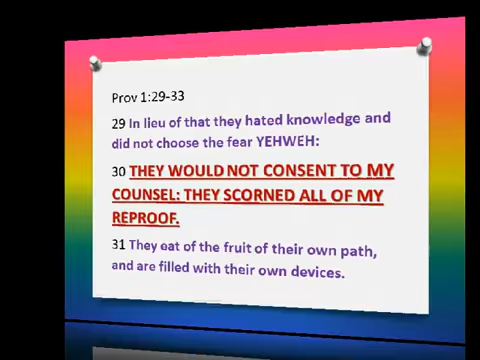 Prov 1:29-33
29 In lieu of that they hated knowledge and
did not choose the fear YEHWEH:
30 THEY WOULD NOT CONSENT TO MY
COUNSEL: THEY SCORNED ALL OF MY
REPROOF.
31 They eat of the fruit of their own path,
and are filled with their own devices.